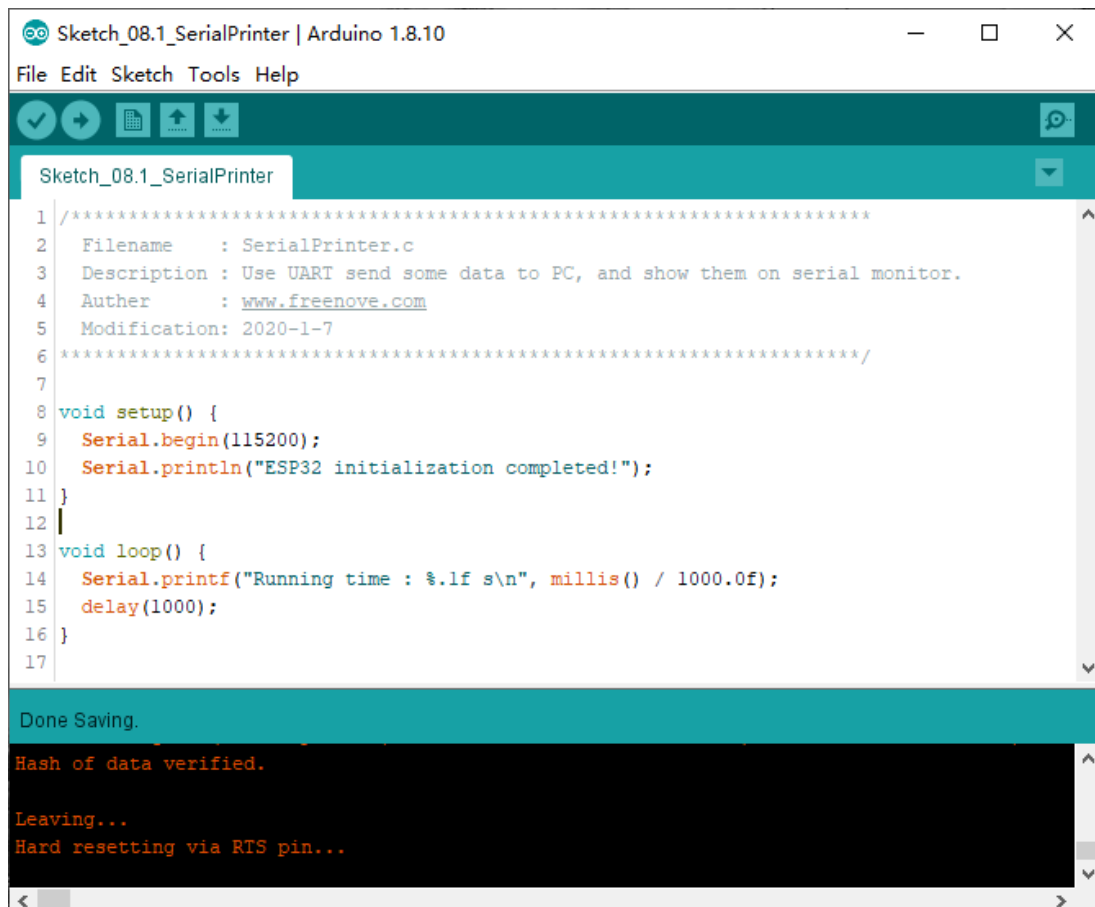 Sketch_08.1_SerialPrinter | Arduino 1.8.10
File Edit Sketch Tools Help
Sketch_08.1_SerialPrinter
1 /**********************************************************************
2   Filename    : SerialPrinter.c
3   Description : Use UART send some data to PC, and show them on serial monitor.
4   Auther      : www.freenove.com
5   Modification: 2020-1-7
6 **********************************************************************/
7
8 void setup() {
9   Serial.begin(115200);
10   Serial.println("ESP32 initialization completed!");
11 }
12
13 void loop() {
14   Serial.printf("Running time : %.1f s\n", millis() / 1000.0f);
15   delay(1000);
16 }
17
Done Saving.
Hash of data verified.
Leaving...
Hard resetting via RTS pin...